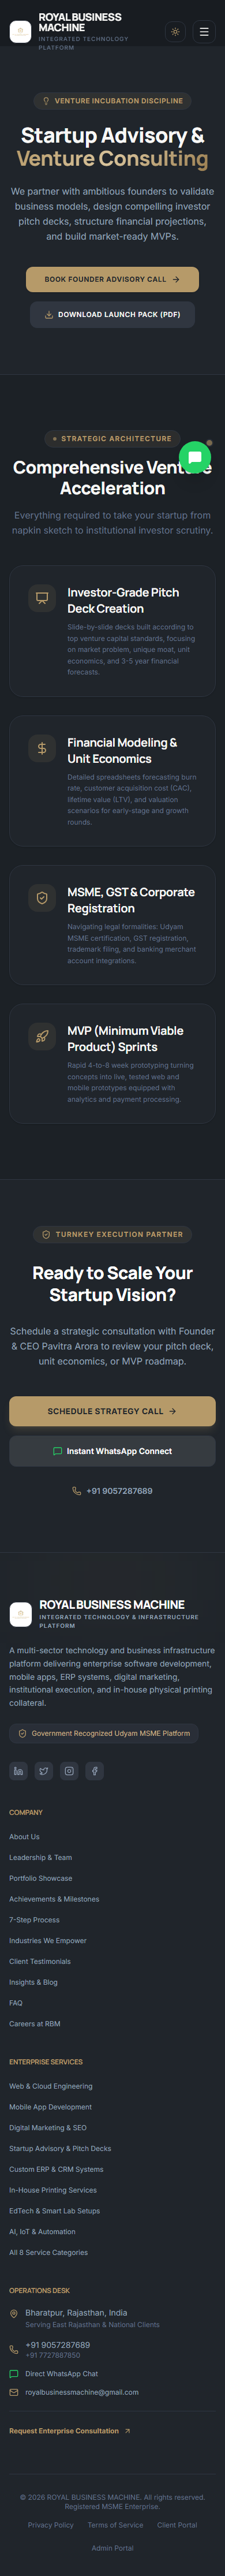 ROYAL BUSINESS
MACHINE
INTEGRATED TECHNOLOGY
PLATFORM
VENTURE INCUBATION DISCIPLINE
Startup Advisory &
Venture Consulting
We partner with ambitious founders to validate
business models, design compelling investor
pitch decks, structure financial projections,
and build market-ready MVPs.
BOOK FOUNDER ADVISORY CALL
DOWNLOAD LAUNCH PACK (PDF)
STRATEGIC ARCHITECTURE
Comprehensive Venture
Acceleration
Everything required to take your startup from
napkin sketch to institutional investor scrutiny.
Investor-Grade Pitch
Deck Creation
Slide-by-slide decks built according to
top venture capital standards, focusing
on market problem, unique moat, unit
economics, and 3-5 year financial
forecasts.
Financial Modeling &
Unit Economics
Detailed spreadsheets forecasting burn
rate, customer acquisition cost (CAC),
lifetime value (LTV), and valuation
scenarios for early-stage and growth
rounds.
MSME, GST & Corporate
Registration
Navigating legal formalities: Udyam
MSME certification, GST registration,
trademark filing, and banking merchant
account integrations.
MVP (Minimum Viable
Product) Sprints
Rapid 4-to-8 week prototyping turning
concepts into live, tested web and
mobile prototypes equipped with
analytics and payment processing.
TURNKEY EXECUTION PARTNER
Ready to Scale Your
Startup Vision?
Schedule a strategic consultation with Founder
& CEO Pavitra Arora to review your pitch deck,
unit economics, or MVP roadmap.
SCHEDULE STRATEGY CALL
Instant WhatsApp Connect
+91 9057287689
ROYAL BUSINESS MACHINE
INTEGRATED TECHNOLOGY & INFRASTRUCTURE
PLATFORM
A multi-sector technology and business infrastructure
platform delivering enterprise software development,
mobile apps, ERP systems, digital marketing,
institutional execution, and in-house physical printing
collateral.
Government Recognized Udyam MSME Platform
COMPANY
About Us
Leadership & Team
Portfolio Showcase
Achievements & Milestones
7-Step Process
Industries We Empower
Client Testimonials
Insights & Blog
FAQ
Careers at RBM
ENTERPRISE SERVICES
Web & Cloud Engineering
Mobile App Development
Digital Marketing & SEO
Startup Advisory & Pitch Decks
Custom ERP & CRM Systems
In-House Printing Services
EdTech & Smart Lab Setups
AI, IoT & Automation
All 8 Service Categories
OPERATIONS DESK
Bharatpur, Rajasthan, India
Serving East Rajasthan & National Clients
+91 9057287689
+91 7727887850
Direct WhatsApp Chat
royalbusinessmachine@gmail.com
Request Enterprise Consultation
© 2026 ROYAL BUSINESS MACHINE. All rights reserved.
Registered MSME Enterprise.
Privacy Policy
Terms of Service
Client Portal
Admin Portal